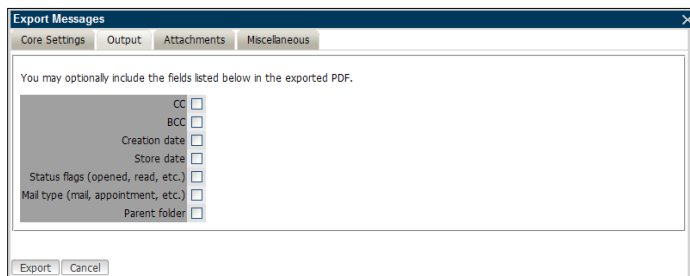 Export Messages
Core Settings Output Attachments Miscellaneous
You may optionally include the fields listed below in the exported PDF.
CC
BCC
Creation date
Store date
Status flags (opened, read, etc.)
Mail type (mail, appointment, etc.)
Parent folder
Export Cancel